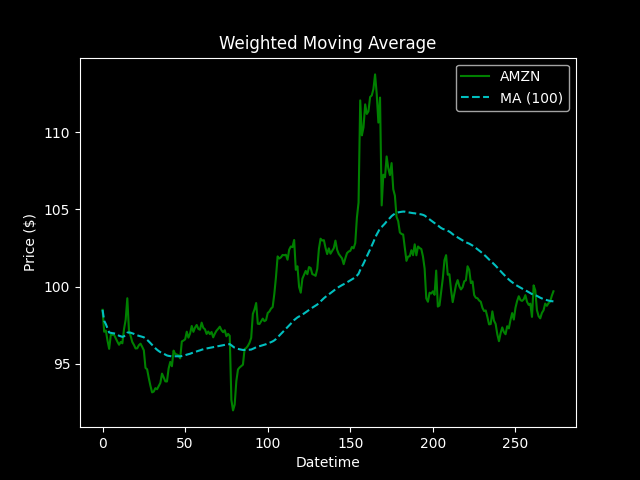 Weighted Moving Average
AMZN
MA (100)
Price ($)
110
105
100
95
0 50 100 150 200 250
Datetime